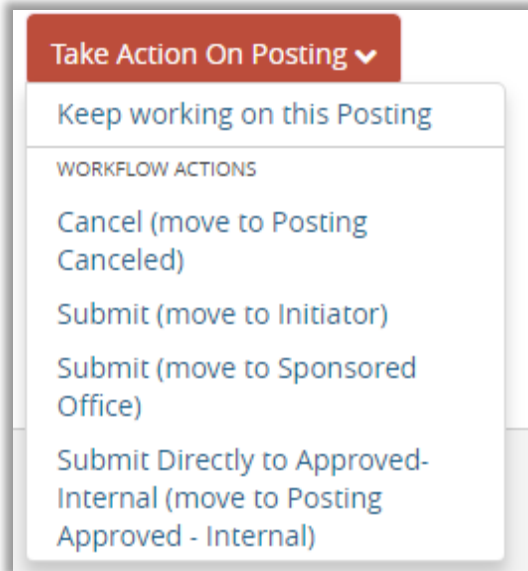 Take Action On Posting
Keep working on this Posting
WORKFLOW ACTIONS
Cancel (move to Posting
Canceled)
Submit (move to Initiator)
Submit (move to Sponsored
Office)
Submit Directly to Approved-
Internal (move to Posting
Approved - Internal)